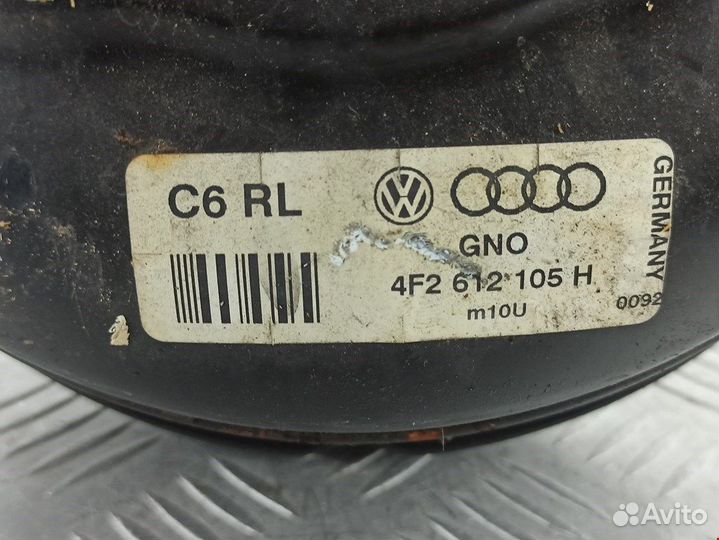 C6 RL
GNO
4F2 612 105 H
m10U
GERMANY
0092
Avito